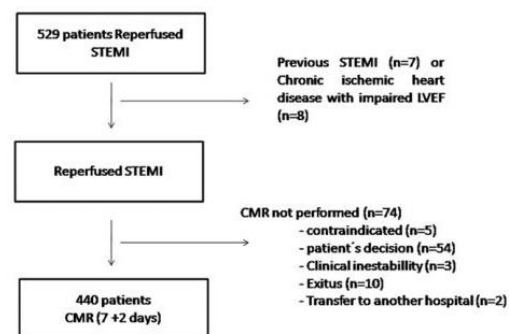 529 patients Reperfused
STEMI
Previous STEMI (n=7) or
Chronic ischemic heart
disease with impaired LVEF
(n=8)
Reperfused STEMI
CMR not performed (n=74)
- contraindicated (n=5)
- patient´s decision (n=54)
- Clinical inestabillity (n=3)
- Exitus (n=10)
- Transfer to another hospital (n=2)
440 patients
CMR (7 +2 days)